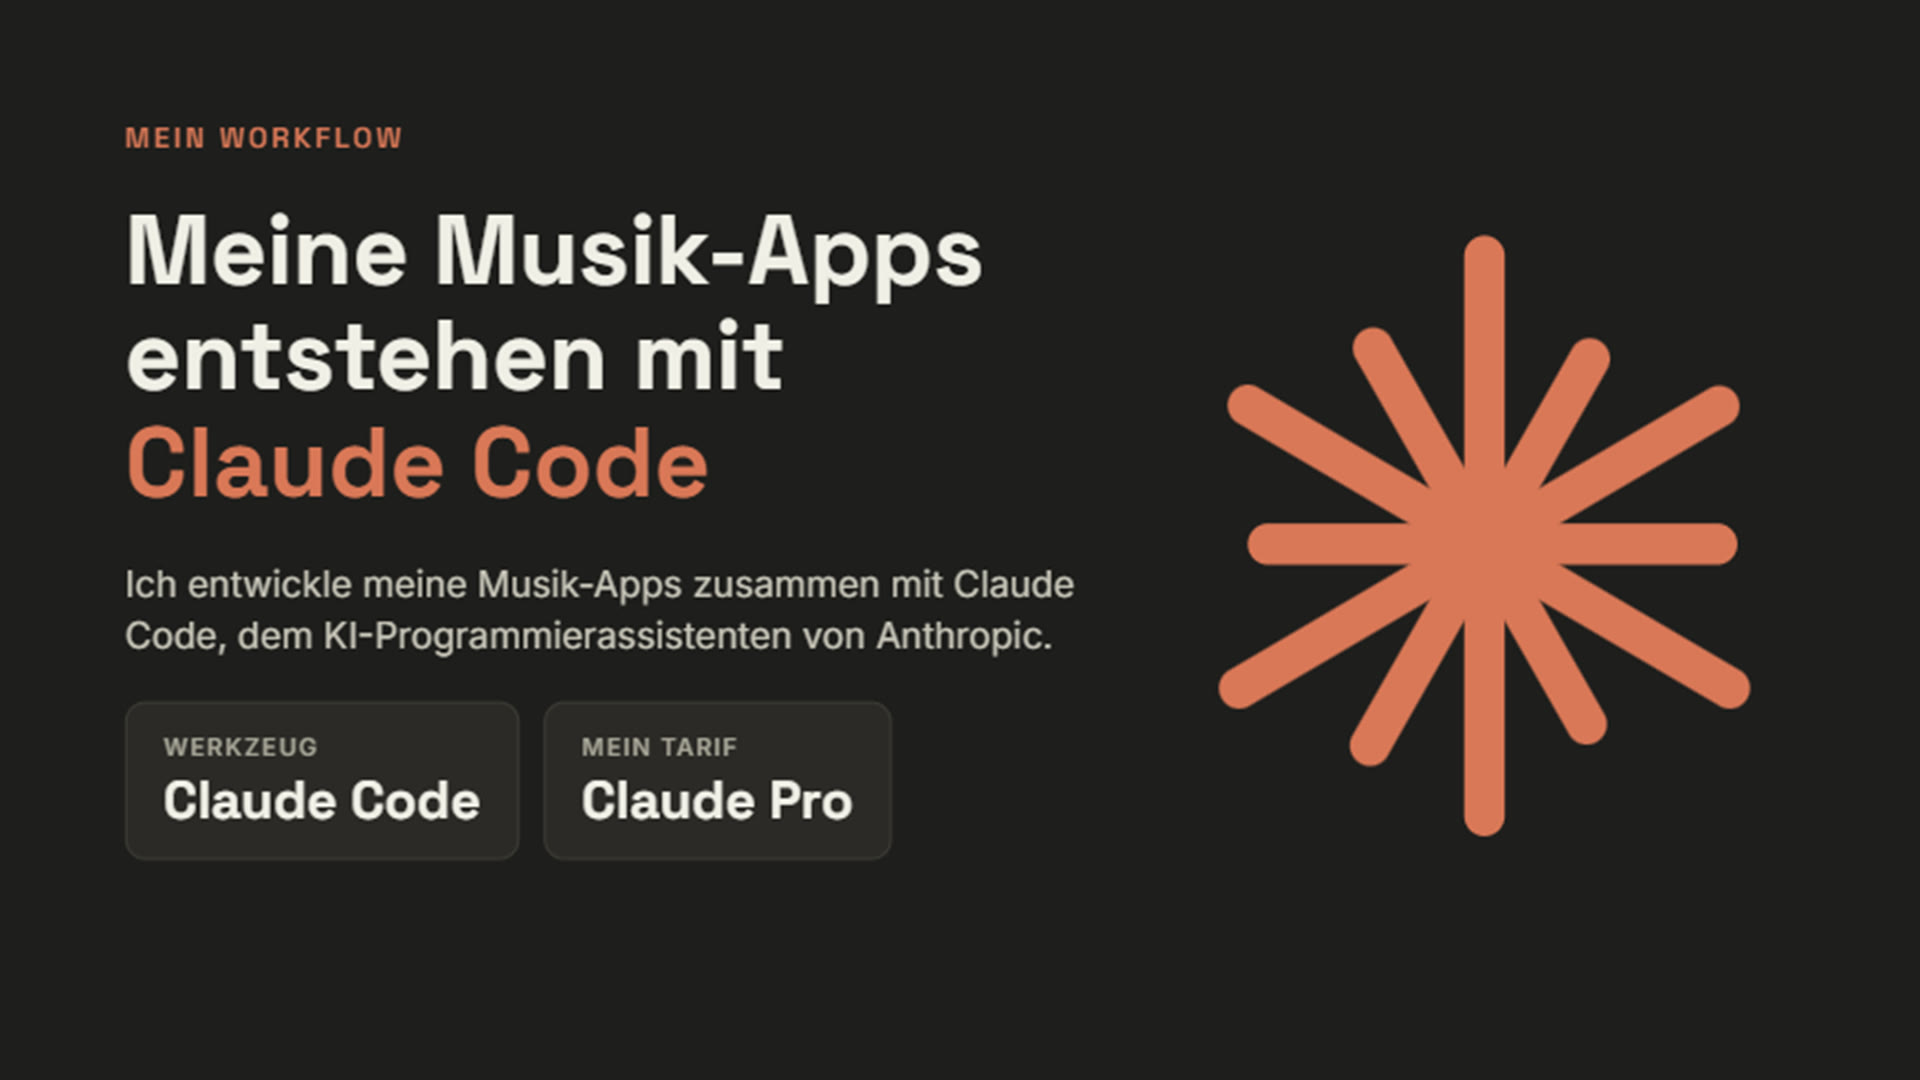 MEIN WORKFLOW
Meine Musik-Apps
entstehen mit
Claude Code
Ich entwickle meine Musik-Apps zusammen mit Claude
Code, dem KI-Programmierassistenten von Anthropic.
WERKZEUG
Claude Code
MEIN TARIF
Claude Pro